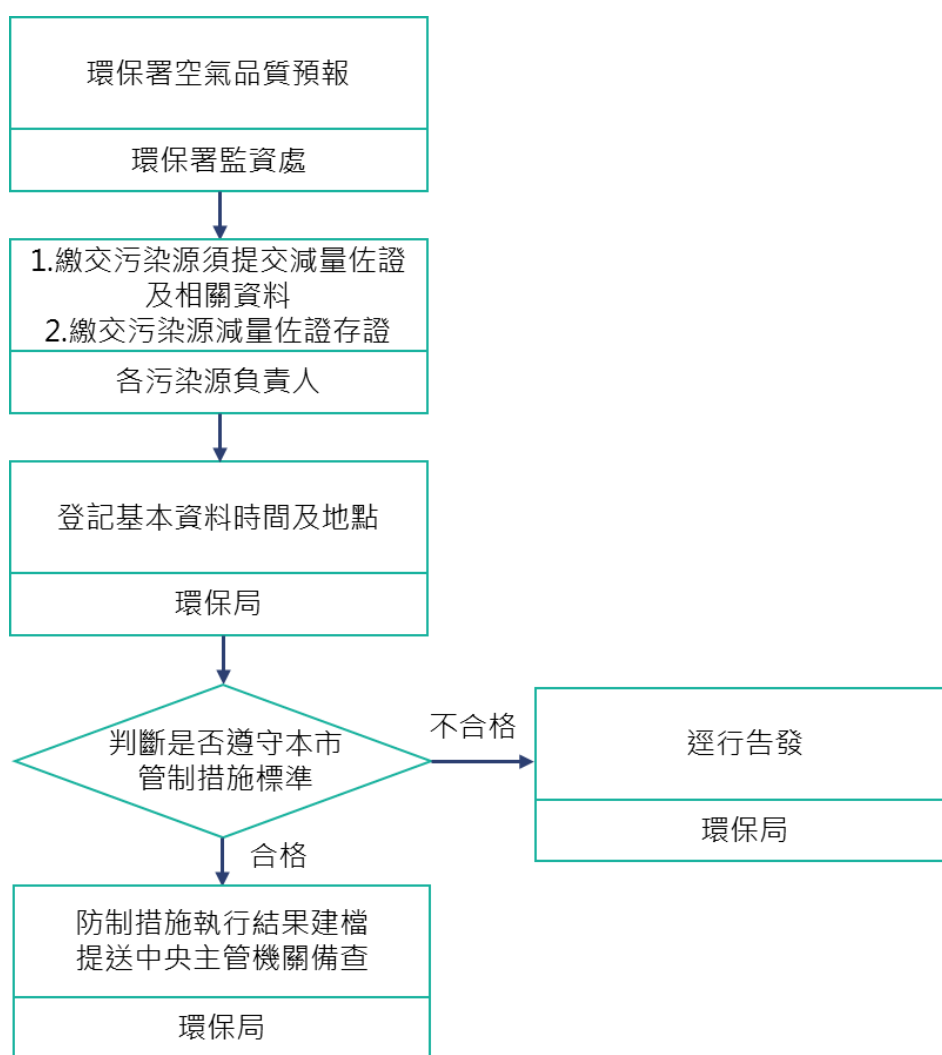 環保署空氣品質預報
環保署監資處
1.繳交污染源須提交減量佐證
及相關資料
2.繳交污染源減量佐證存證
各污染源負責人
登記基本資料時間及地點
環保局
判斷是否遵守本市
管制措施標準
不合格
逕行告發
環保局
合格
防制措施執行結果建檔
提送中央主管機關備查
環保局